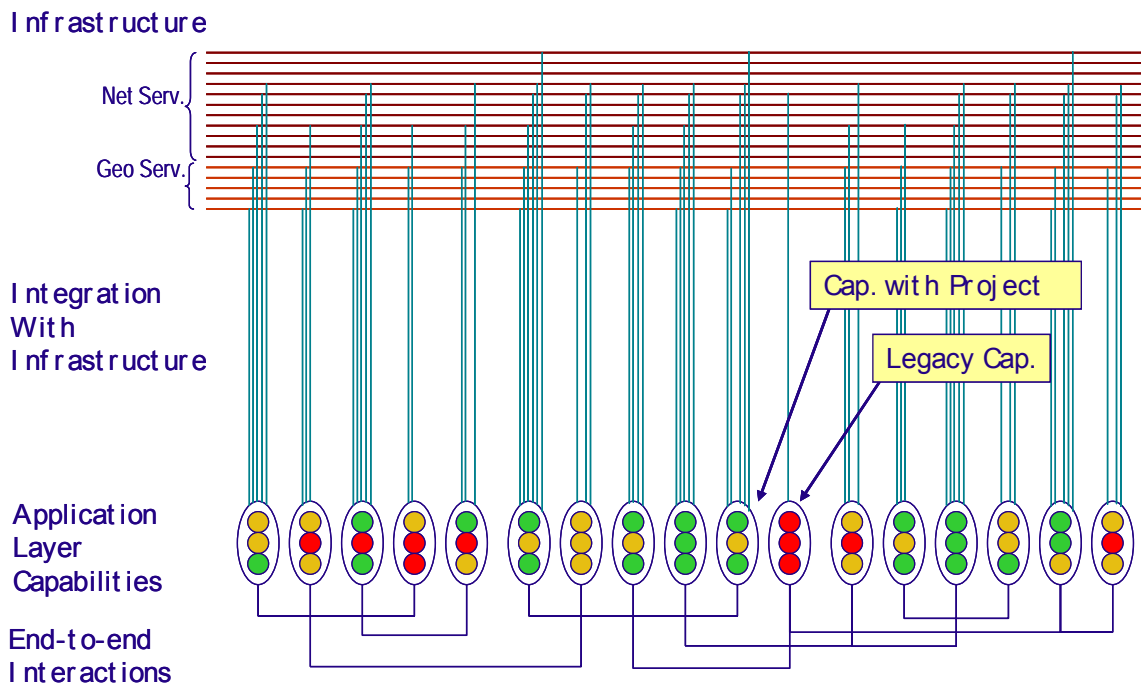 Infrastructure
Net Serv.
Geo Serv.
Integration
With
Infrastructure
Cap. with Project
Legacy Cap.
Application
Layer
Capabilities
End-to-end
Interactions